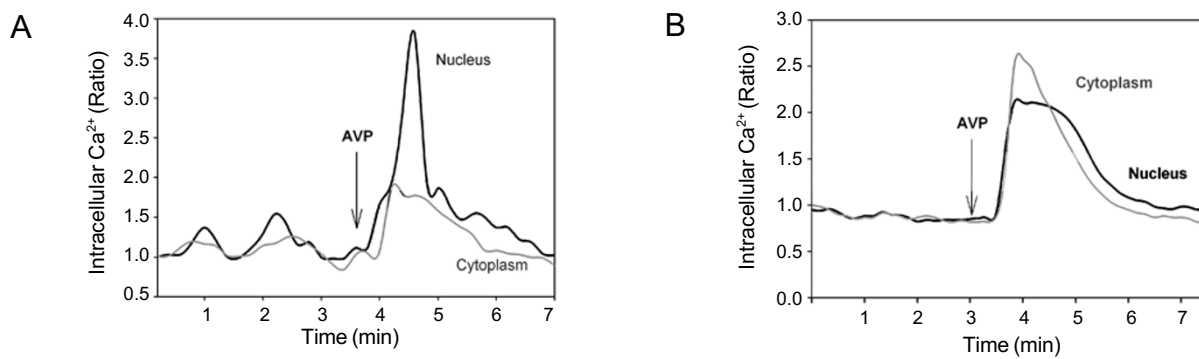 A
Intracellular Ca²⁺ (Ratio)
4.0
3.5
3.0
2.5
2.0
1.5
1.0
0.5
Nucleus
AVP
Cytoplasm
1 2 3 4 5 6 7
Time (min)
B
Intracellular Ca²⁺ (Ratio)
3.0
2.5
2.0
1.5
1.0
0.5
0.0
Cytoplasm
AVP
Nucleus
1 2 3 4 5 6 7
Time (min)